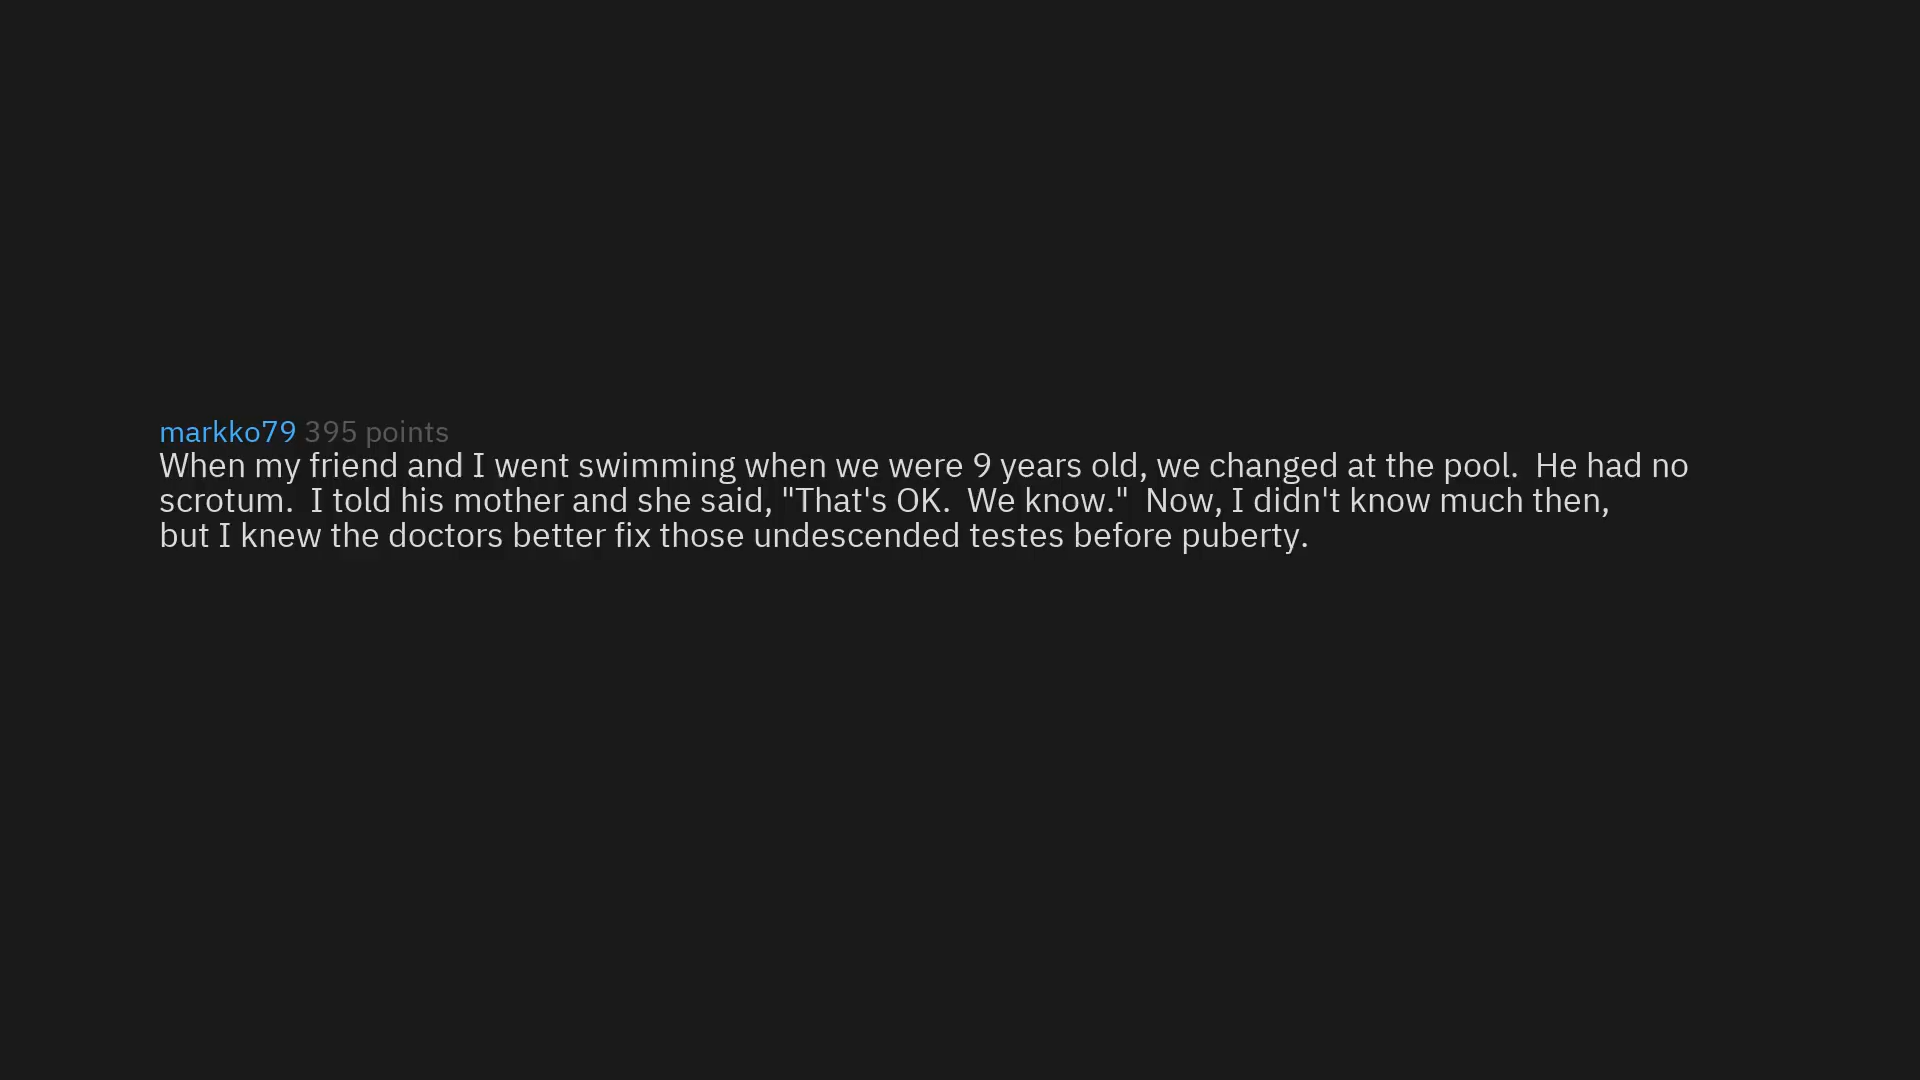 markko79 395 points
When my friend and I went swimming when we were 9 years old, we changed at the pool.  He had no
scrotum.  I told his mother and she said, "That's OK.  We know."  Now, I didn't know much then,
but I knew the doctors better fix those undescended testes before puberty.